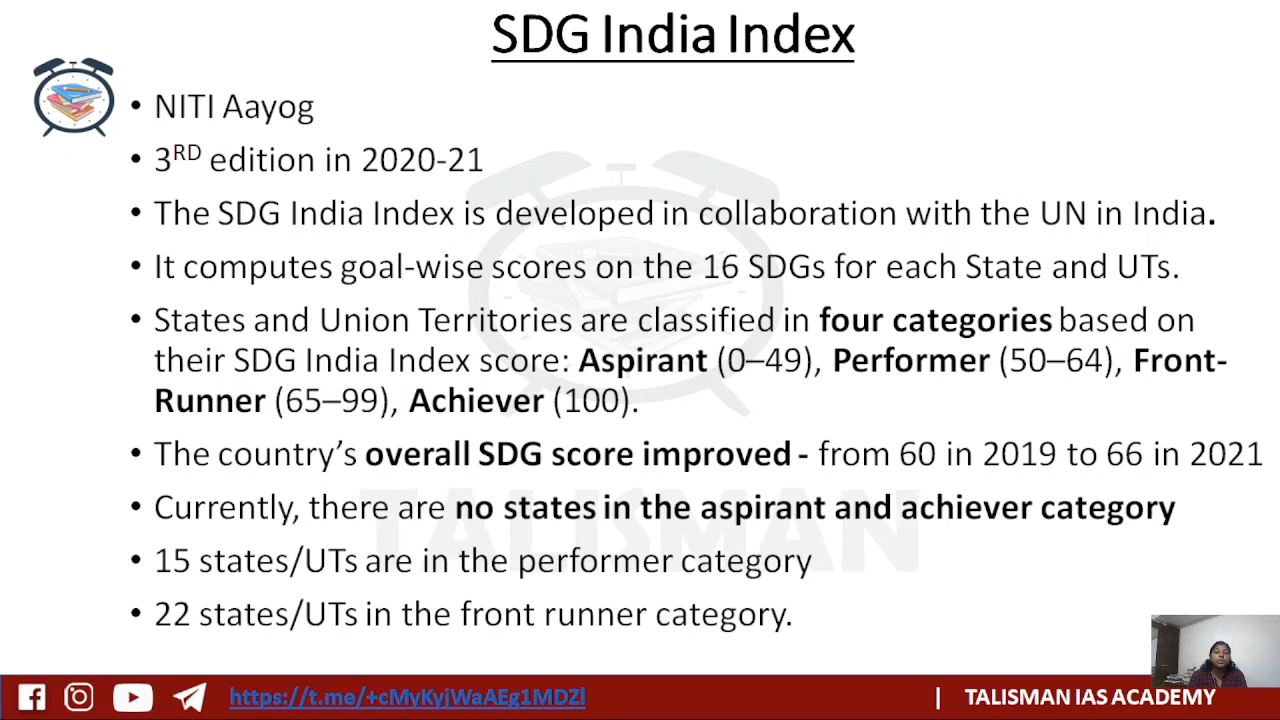 SDG India Index
• NITI Aayog
• 3RD edition in 2020-21
• The SDG India Index is developed in collaboration with the UN in India.
• It computes goal-wise scores on the 16 SDGs for each State and UTs.
• States and Union Territories are classified in four categories based on
their SDG India Index score: Aspirant (0–49), Performer (50–64), Front-
Runner (65–99), Achiever (100).
• The country’s overall SDG score improved - from 60 in 2019 to 66 in 2021
• Currently, there are no states in the aspirant and achiever category
TALISMAN
• 15 states/UTs are in the performer category
• 22 states/UTs in the front runner category.
https://t.me/+cMyKyjWaAEg1MDZl | TALISMAN IAS ACADEMY